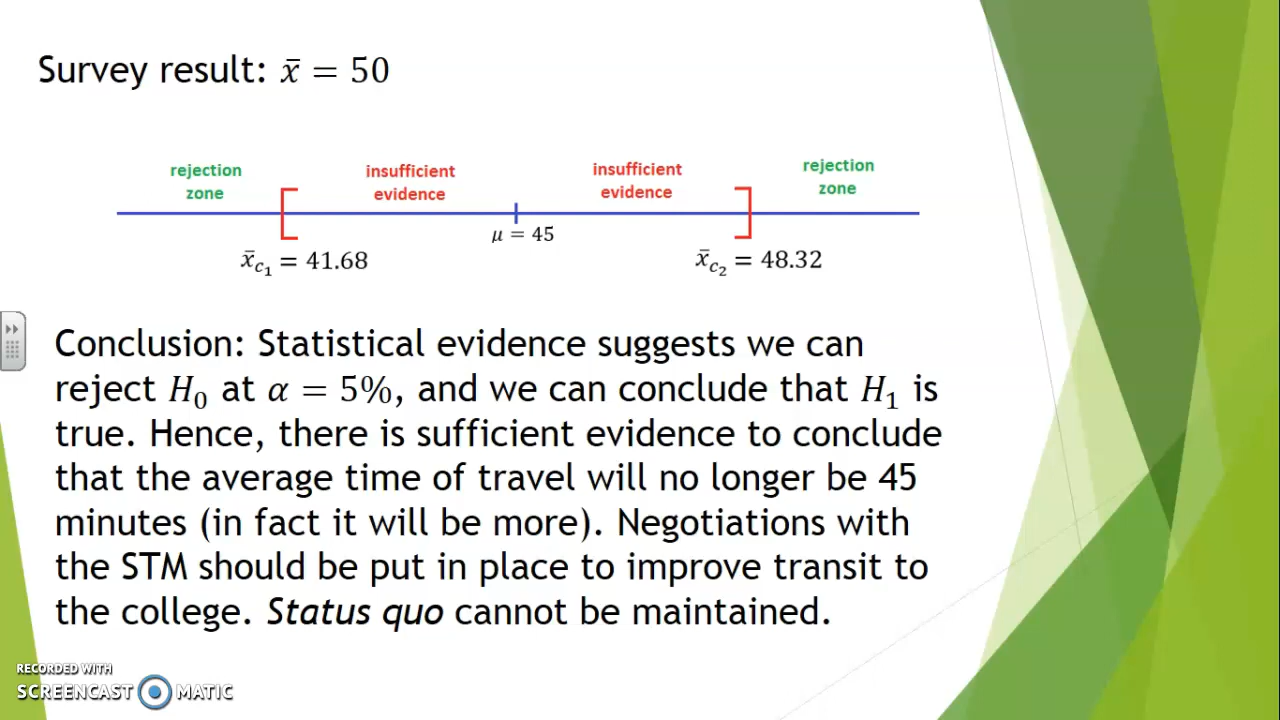 Survey result: x̄ = 50
rejection zone
insufficient evidence
insufficient evidence
rejection zone
μ = 45
x̄c₁ = 41.68
x̄c₂ = 48.32
Conclusion: Statistical evidence suggests we can
reject H₀ at α = 5%, and we can conclude that H₁ is
true. Hence, there is sufficient evidence to conclude
that the average time of travel will no longer be 45
minutes (in fact it will be more). Negotiations with
the STM should be put in place to improve transit to
the college. Status quo cannot be maintained.
RECORDED WITH
SCREENCAST MATIC